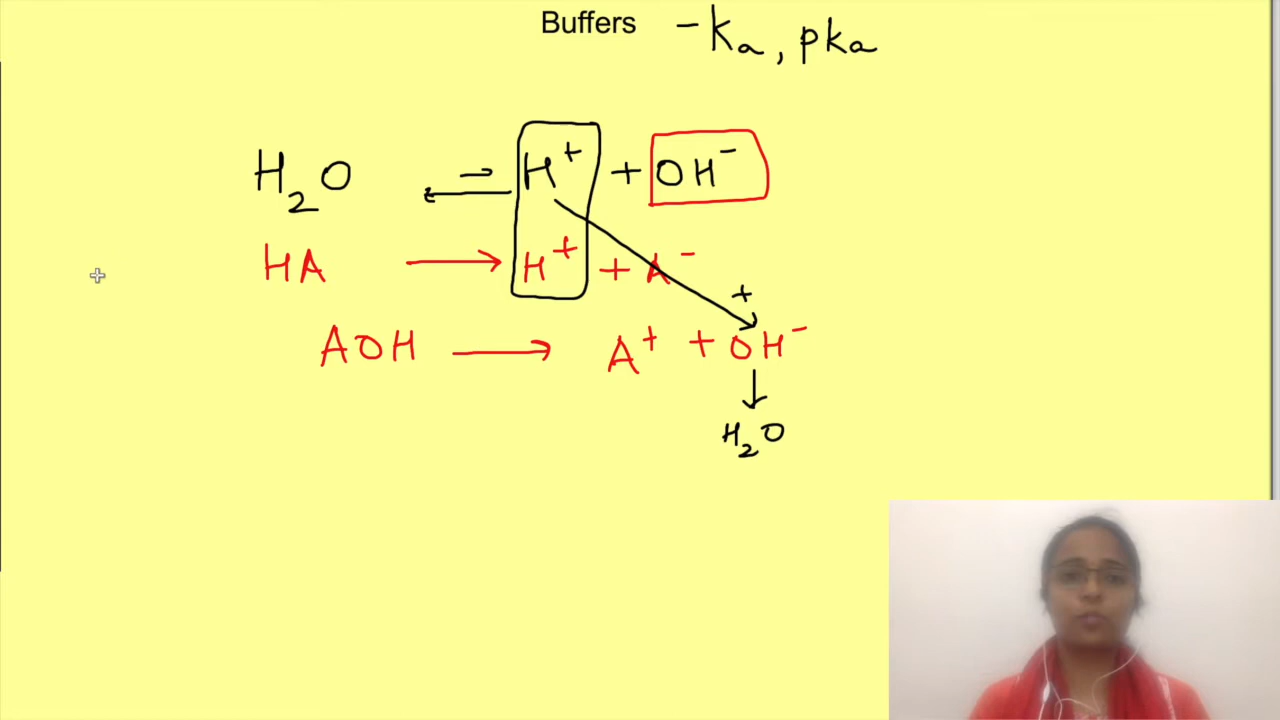 Buffers - Ka, pka
H₂O ⇌ H⁺ + OH⁻
HA → H⁺ + A⁻
+
AOH → A⁺ + OH⁻
↓
H₂O